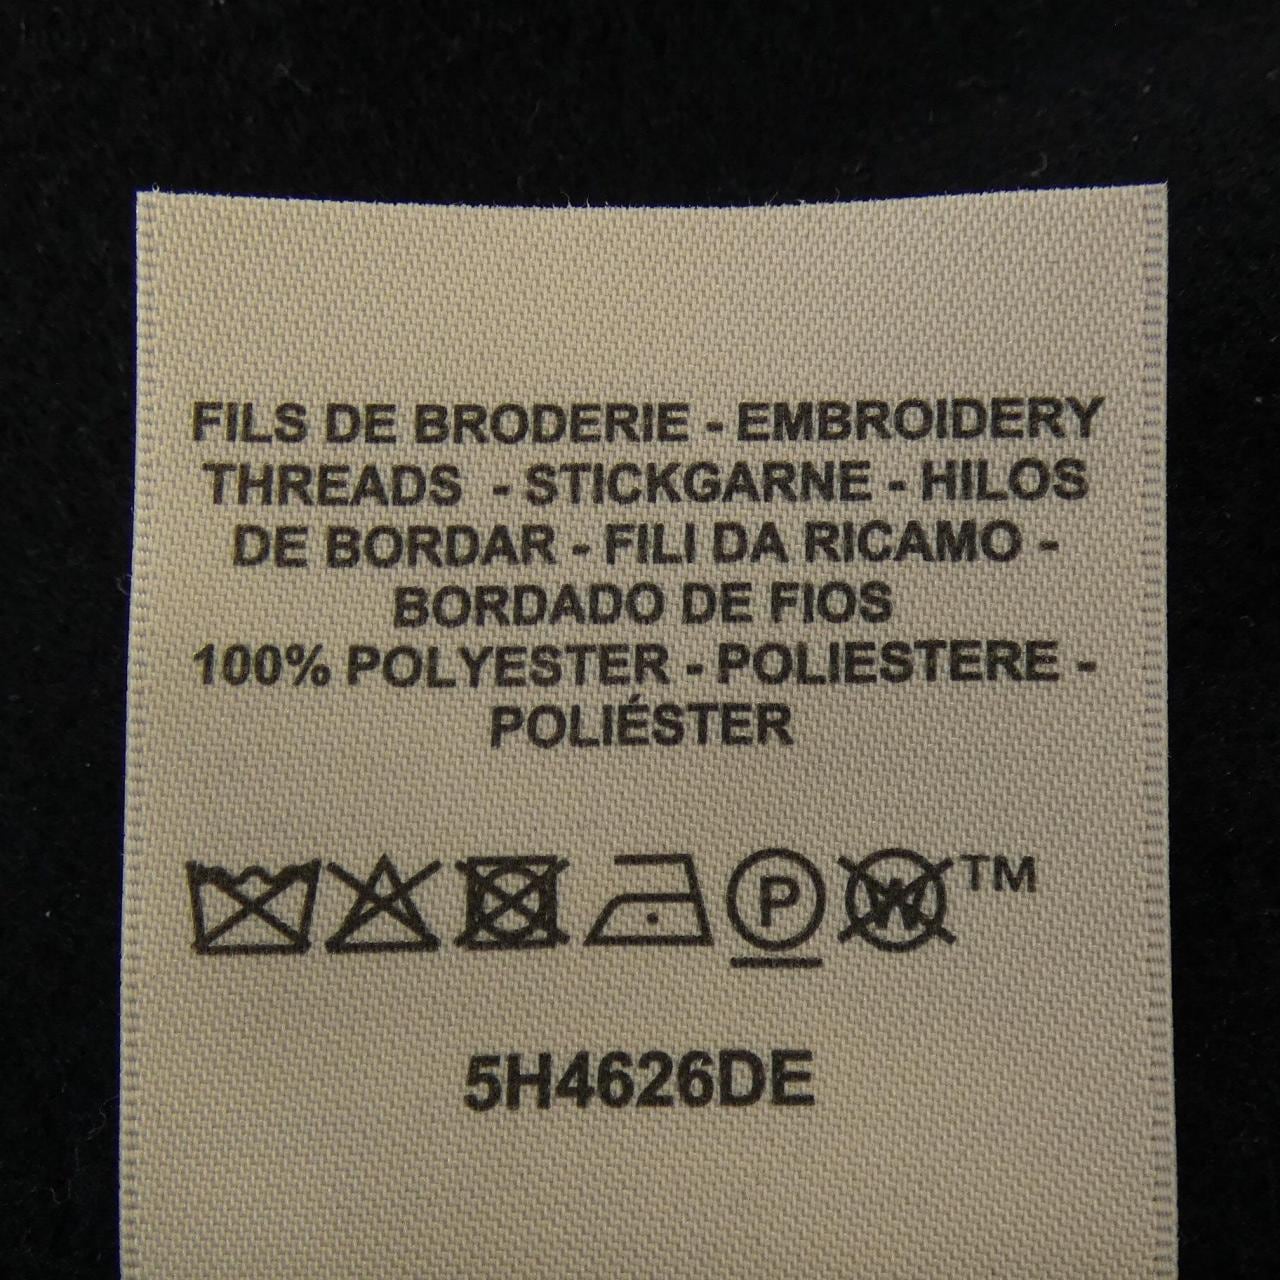 FILS DE BRODERIE - EMBROIDERY
THREADS - STICKGARNE - HILOS
DE BORDAR - FILI DA RICAMO -
BORDADO DE FIOS
100% POLYESTER - POLIESTERE -
POLIÉSTER
P W TM
5H4626DE